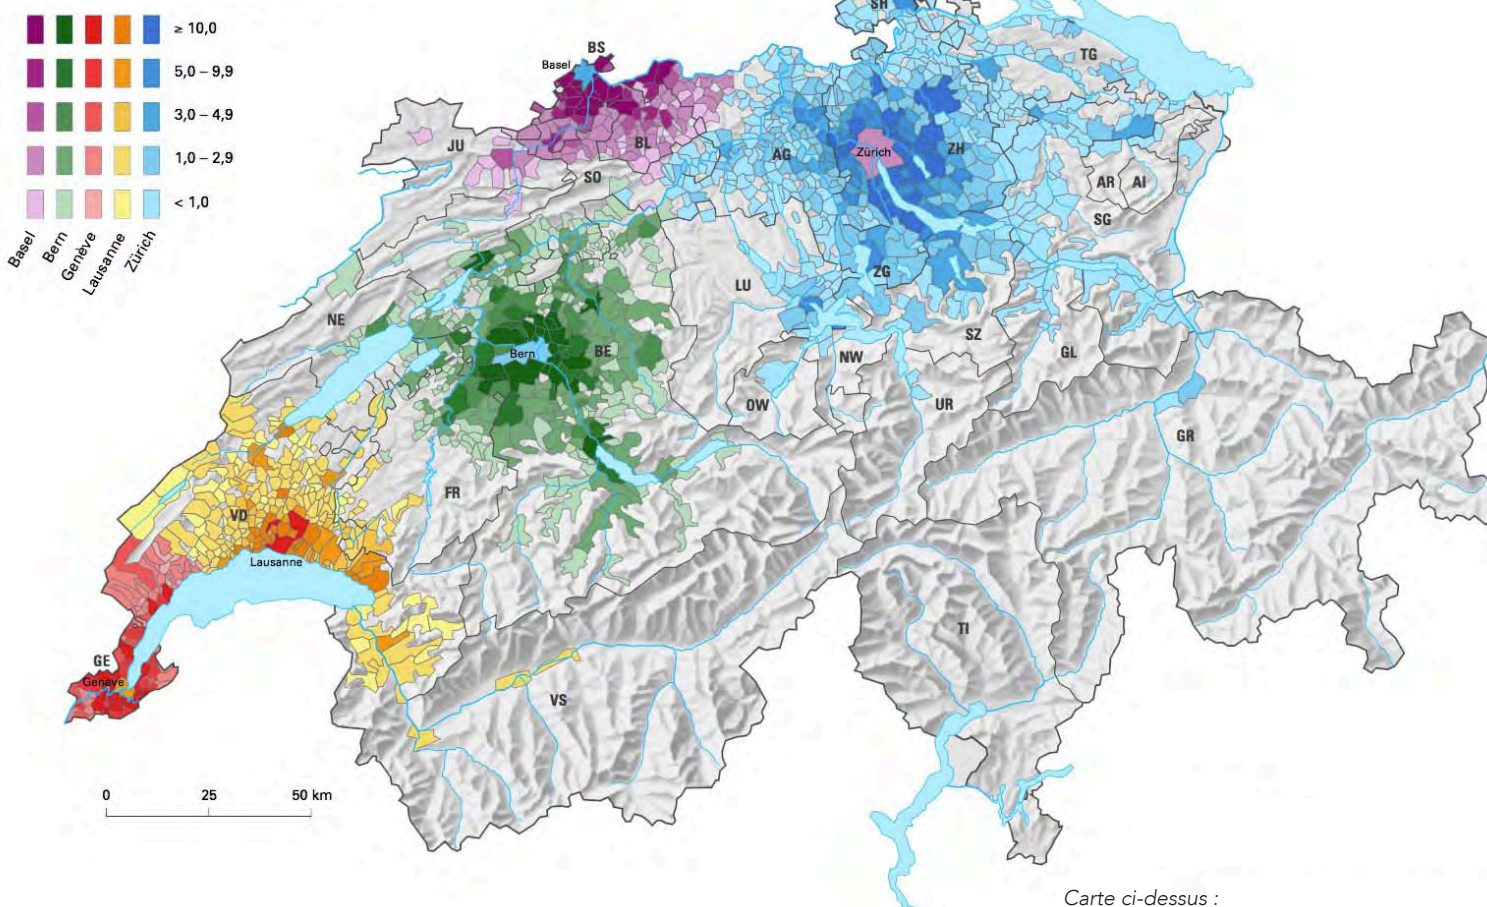 ≥ 10,0
5,0 – 9,9
3,0 – 4,9
1,0 – 2,9
< 1,0
Basel
Bern
Genève
Lausanne
Zürich
SH
BS
Basel
TG
JU
BL
AG
Zürich
ZH
SO
AR
AI
SG
ZG
LU
NE
Bern
BE
SZ
NW
GL
OW
UR
GR
FR
VD
Lausanne
TI
GE
Genève
VS
0 25 50 km
Carte ci-dessus :